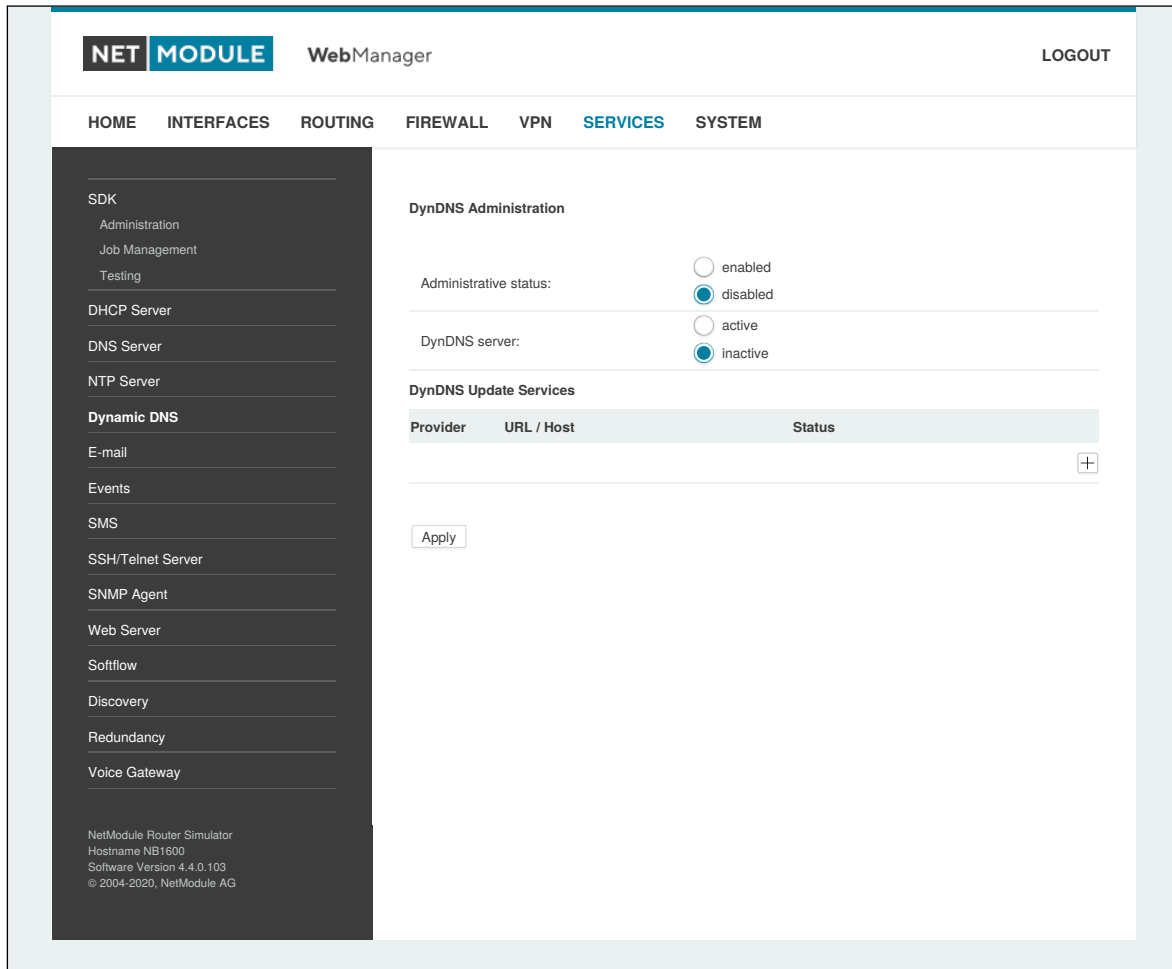 NET MODULE WebManager LOGOUT
HOME INTERFACES ROUTING FIREWALL VPN SERVICES SYSTEM
SDK
Administration
Job Management
Testing
DHCP Server
DNS Server
NTP Server
Dynamic DNS
E-mail
Events
SMS
SSH/Telnet Server
SNMP Agent
Web Server
Softflow
Discovery
Redundancy
Voice Gateway
NetModule Router Simulator
Hostname NB1600
Software Version 4.4.0.103
© 2004-2020, NetModule AG
DynDNS Administration
Administrative status:
enabled
disabled
DynDNS server:
active
inactive
DynDNS Update Services
Provider URL / Host Status
Apply